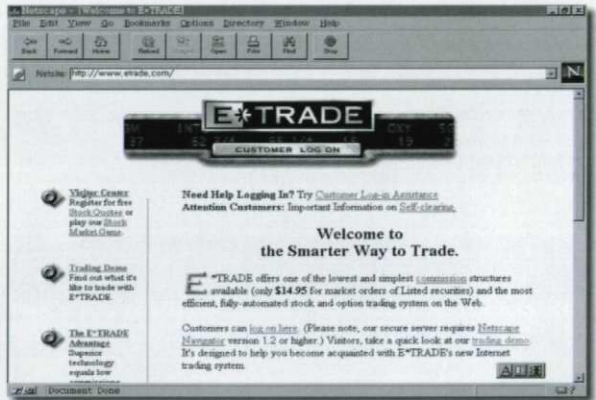 Netscape - [Welcome to E*TRADE]
File Edit View Go Bookmarks Options Directory Window Help
Back Forward Home Reload Open Print Find Stop
Netsite: http://www.etrade.com/
N
E*TRADE
CUSTOMER LOG ON
Need Help Logging In? Try Customer Log-in Assistance
Attention Customers: Important Information on Self-clearing.
Visitor Center
Register for free
Stock Quotes or
play our Stock
Market Game.
Trading Demo
Find out what it's
like to trade with
E*TRADE.
The E*TRADE
Advantage
Superior
technology
equals low
commissions
Welcome to
the Smarter Way to Trade.
E*TRADE offers one of the lowest and simplest commission structures
available (only $14.95 for market orders of Listed securities) and the most
efficient, fully-automated stock and option trading system on the Web.
Customers can log on here. (Please note, our secure server requires Netscape
Navigator version 1.2 or higher.) Visitors, take a quick look at our trading demo.
It's designed to help you become acquainted with E*TRADE's new Internet
trading system.
Document: Done